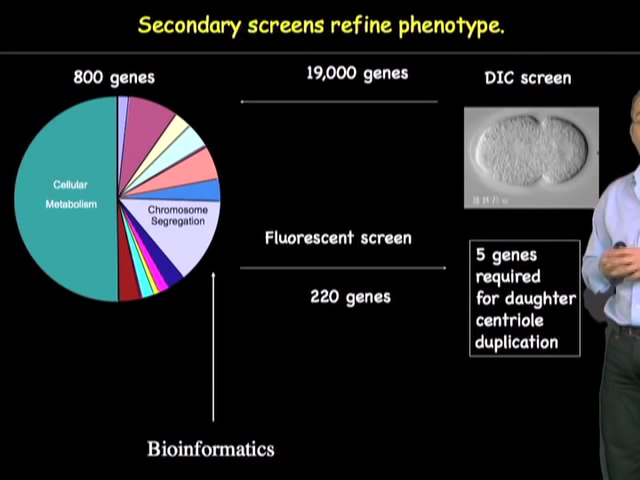 Secondary screens refine phenotype.
800 genes
19,000 genes
DIC screen
Cellular
Metabolism
Chromosome
Segregation
Fluorescent screen
220 genes
5 genes
required
for daughter
centriole
duplication
Bioinformatics